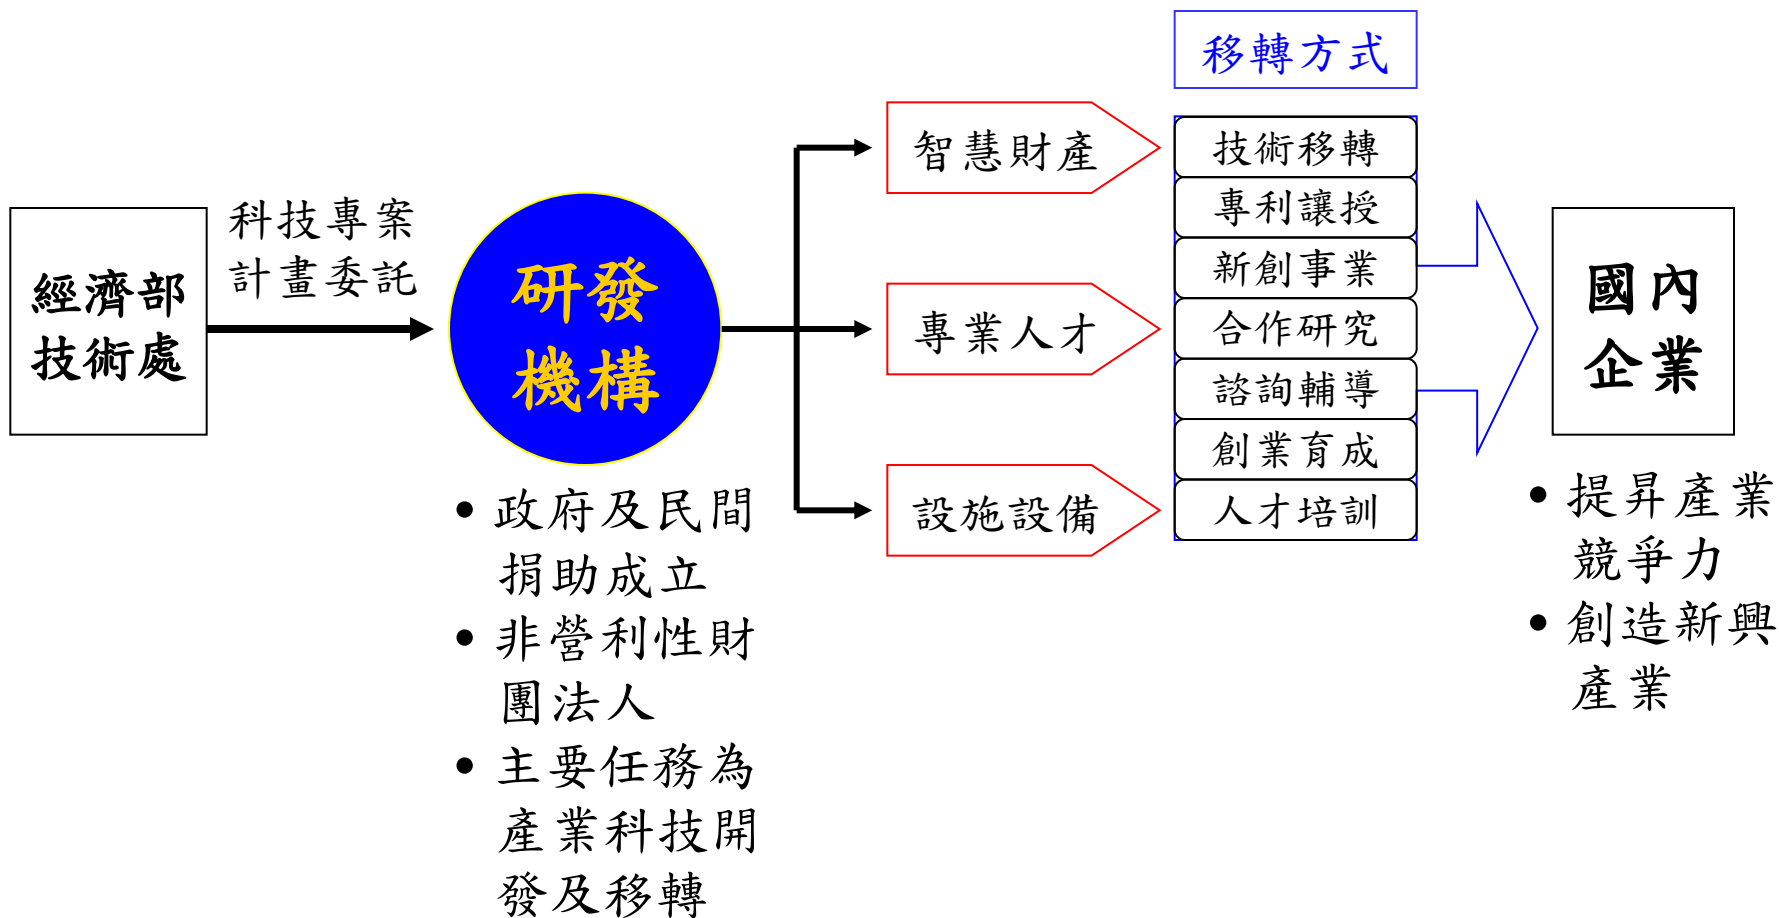 經濟部
技術處
科技專案
計畫委託
研發
機構
• 政府及民間
捐助成立
• 非營利性財
團法人
• 主要任務為
產業科技開
發及移轉
智慧財產
專業人才
設施設備
移轉方式
技術移轉
專利讓授
新創事業
合作研究
諮詢輔導
創業育成
人才培訓
國內
企業
• 提昇產業
競爭力
• 創造新興
產業